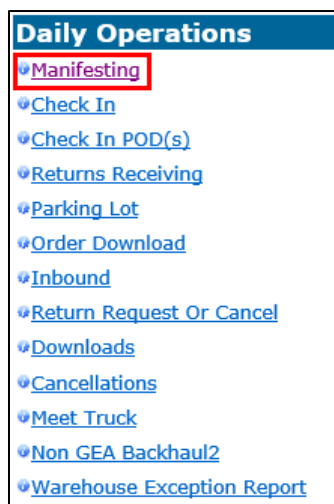 Daily Operations
Manifesting
Check In
Check In POD(s)
Returns Receiving
Parking Lot
Order Download
Inbound
Return Request Or Cancel
Downloads
Cancellations
Meet Truck
Non GEA Backhaul2
Warehouse Exception Report